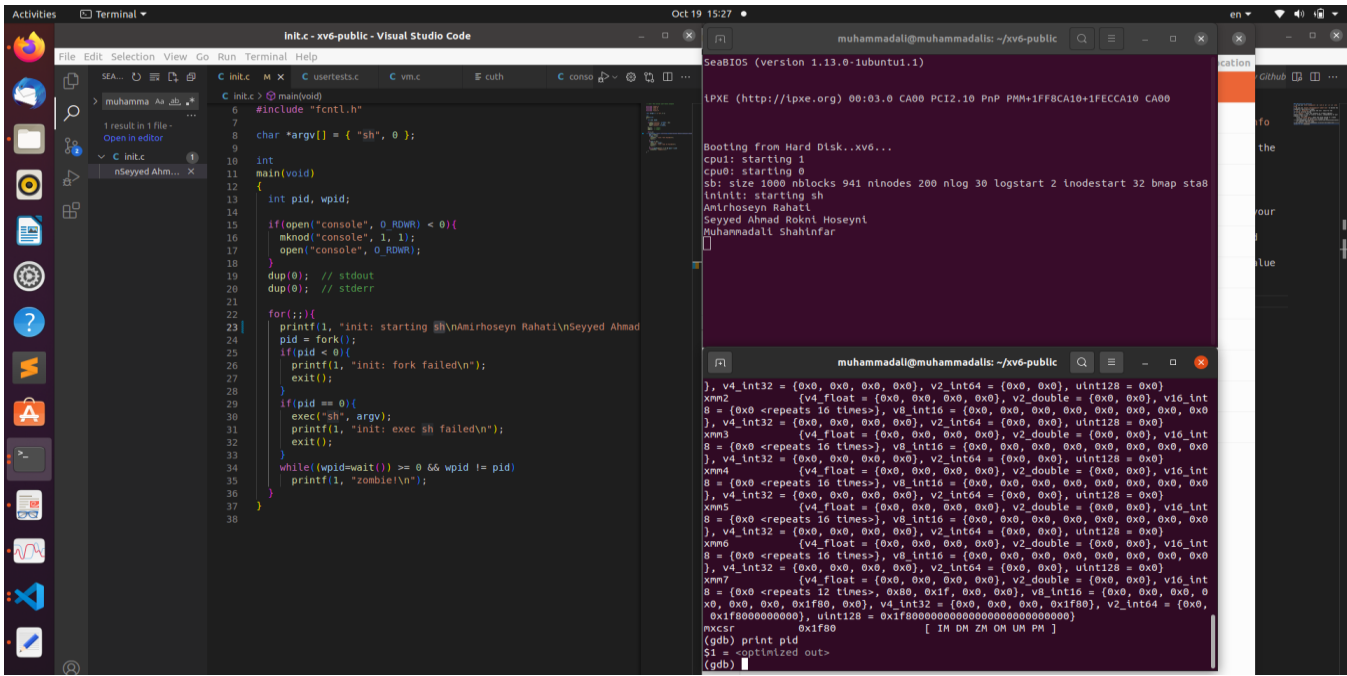 Activities
Terminal
Oct 19 15:27
en
init.c - xv6-public - Visual Studio Code
File Edit Selection View Go Run Terminal Help
SEA...
muhamma Aa ab .*
1 result in 1 file -
Open in editor
C init.c 1
nSeyyed Ahm... ×
2
C init.c M ×
C usertests.c
C vm.c
cuth
C conso
C init.c > main(void)
6 #include "fcntl.h"
7
8 char *argv[] = { "sh", 0 };
9
10 int
11 main(void)
12 {
13 int pid, wpid;
14
15 if(open("console", O_RDWR) < 0){
16 mknod("console", 1, 1);
17 open("console", O_RDWR);
18 }
19 dup(0); // stdout
20 dup(0); // stderr
21
22 for(;;){
23 printf(1, "init: starting sh\nAmirhoseyn Rahati\nSeyyed Ahmad
24 pid = fork();
25 if(pid < 0){
26 printf(1, "init: fork failed\n");
27 exit();
28 }
29 if(pid == 0){
30 exec("sh", argv);
31 printf(1, "init: exec sh failed\n");
32 exit();
33 }
34 while((wpid=wait()) >= 0 && wpid != pid)
35 printf(1, "zombie!\n");
36 }
37 }
38
muhammadali@muhammadalis: ~/xv6-public
SeaBIOS (version 1.13.0-1ubuntu1.1)
iPXE (http://ipxe.org) 00:03.0 CA00 PCI2.10 PnP PMM+1FF8CA10+1FECCA10 CA00
Booting from Hard Disk..xv6...
cpu1: starting 1
cpu0: starting 0
sb: size 1000 nblocks 941 ninodes 200 nlog 30 logstart 2 inodestart 32 bmap sta8
ininit: starting sh
Amirhoseyn Rahati
Seyyed Ahmad Rokni Hoseyni
Muhammadali Shahinfar
muhammadali@muhammadalis: ~/xv6-public
}, v4_int32 = {0x0, 0x0, 0x0, 0x0}, v2_int64 = {0x0, 0x0}, uint128 = 0x0}
xmm2 {v4_float = {0x0, 0x0, 0x0, 0x0}, v2_double = {0x0, 0x0}, v16_int
8 = {0x0 <repeats 16 times>}, v8_int16 = {0x0, 0x0, 0x0, 0x0, 0x0, 0x0, 0x0, 0x0
}, v4_int32 = {0x0, 0x0, 0x0, 0x0}, v2_int64 = {0x0, 0x0}, uint128 = 0x0}
xmm3 {v4_float = {0x0, 0x0, 0x0, 0x0}, v2_double = {0x0, 0x0}, v16_int
8 = {0x0 <repeats 16 times>}, v8_int16 = {0x0, 0x0, 0x0, 0x0, 0x0, 0x0, 0x0, 0x0
}, v4_int32 = {0x0, 0x0, 0x0, 0x0}, v2_int64 = {0x0, 0x0}, uint128 = 0x0}
xmm4 {v4_float = {0x0, 0x0, 0x0, 0x0}, v2_double = {0x0, 0x0}, v16_int
8 = {0x0 <repeats 16 times>}, v8_int16 = {0x0, 0x0, 0x0, 0x0, 0x0, 0x0, 0x0, 0x0
}, v4_int32 = {0x0, 0x0, 0x0, 0x0}, v2_int64 = {0x0, 0x0}, uint128 = 0x0}
xmm5 {v4_float = {0x0, 0x0, 0x0, 0x0}, v2_double = {0x0, 0x0}, v16_int
8 = {0x0 <repeats 16 times>}, v8_int16 = {0x0, 0x0, 0x0, 0x0, 0x0, 0x0, 0x0, 0x0
}, v4_int32 = {0x0, 0x0, 0x0, 0x0}, v2_int64 = {0x0, 0x0}, uint128 = 0x0}
xmm6 {v4_float = {0x0, 0x0, 0x0, 0x0}, v2_double = {0x0, 0x0}, v16_int
8 = {0x0 <repeats 16 times>}, v8_int16 = {0x0, 0x0, 0x0, 0x0, 0x0, 0x0, 0x0, 0x0
}, v4_int32 = {0x0, 0x0, 0x0, 0x0}, v2_int64 = {0x0, 0x0}, uint128 = 0x0}
xmm7 {v4_float = {0x0, 0x0, 0x0, 0x0}, v2_double = {0x0, 0x0}, v16_int
8 = {0x0 <repeats 12 times>, 0x80, 0x1f, 0x0, 0x0}, v8_int16 = {0x0, 0x0, 0x0, 0
x0, 0x0, 0x0, 0x1f80, 0x0}, v4_int32 = {0x0, 0x0, 0x0, 0x1f80}, v2_int64 = {0x0,
0x1f8000000000}, uint128 = 0x1f80000000000000000000000000}
mxcsr 0x1f80 [ IM DM ZM OM UM PM ]
(gdb) print pid
$1 = <optimized out>
(gdb)
cation
Github
nfo
the
your
alue